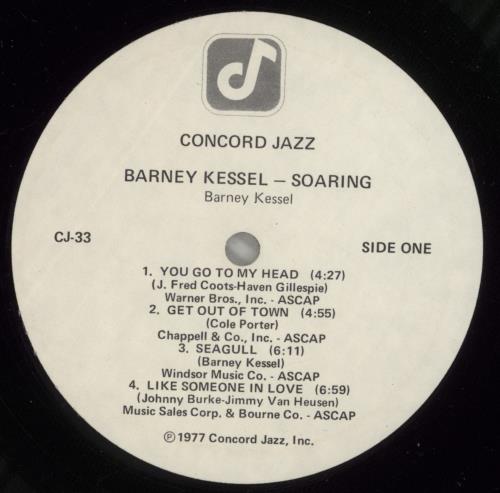 CONCORD JAZZ
BARNEY KESSEL – SOARING
Barney Kessel
CJ-33
SIDE ONE
1. YOU GO TO MY HEAD (4:27)
(J. Fred Coots-Haven Gillespie)
Warner Bros., Inc. - ASCAP
2. GET OUT OF TOWN (4:55)
(Cole Porter)
Chappell & Co., Inc. - ASCAP
3. SEAGULL (6:11)
(Barney Kessel)
Windsor Music Co. - ASCAP
4. LIKE SOMEONE IN LOVE (6:59)
(Johnny Burke-Jimmy Van Heusen)
Music Sales Corp. & Bourne Co. - ASCAP
℗ 1977 Concord Jazz, Inc.